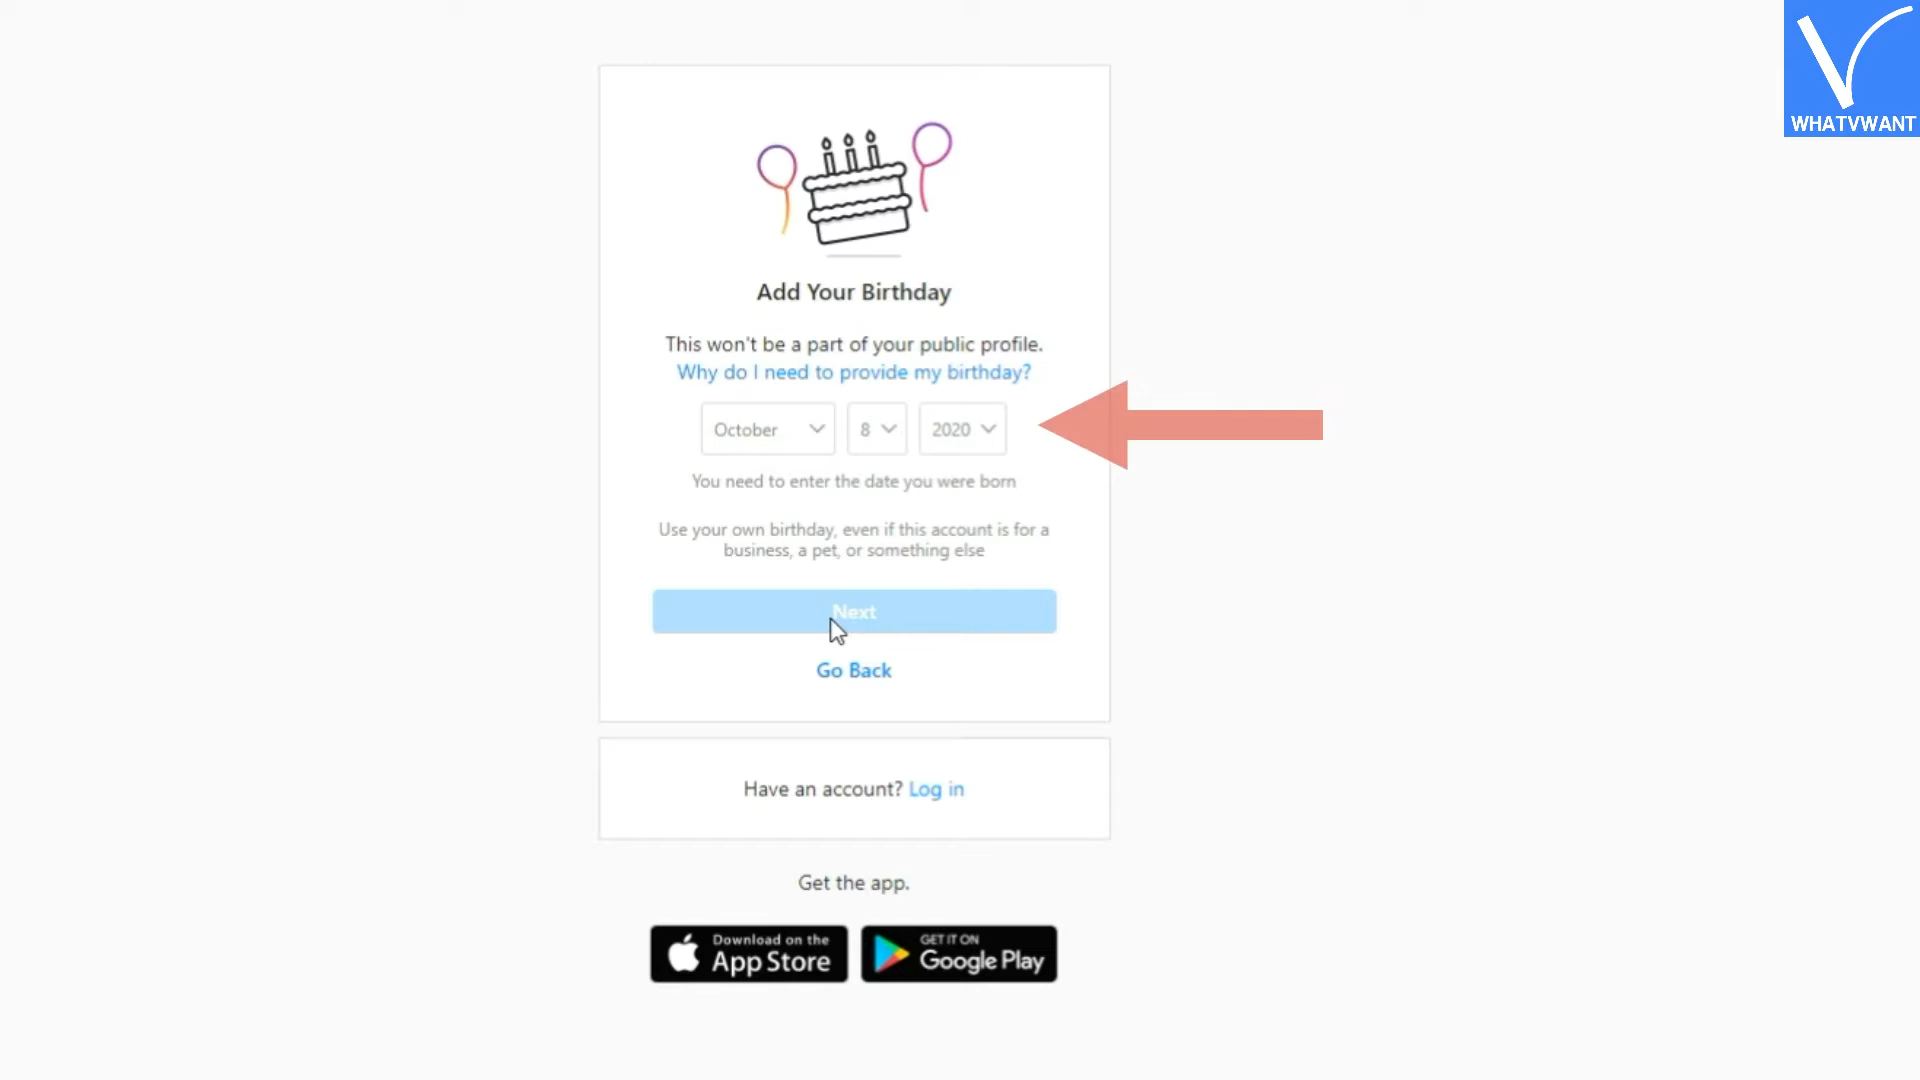 WHATVWANT
Add Your Birthday
This won't be a part of your public profile.
Why do I need to provide my birthday?
October 8 2020
You need to enter the date you were born
Use your own birthday, even if this account is for a
business, a pet, or something else
Next
Go Back
Have an account? Log in
Get the app.
Download on the
App Store
GET IT ON
Google Play